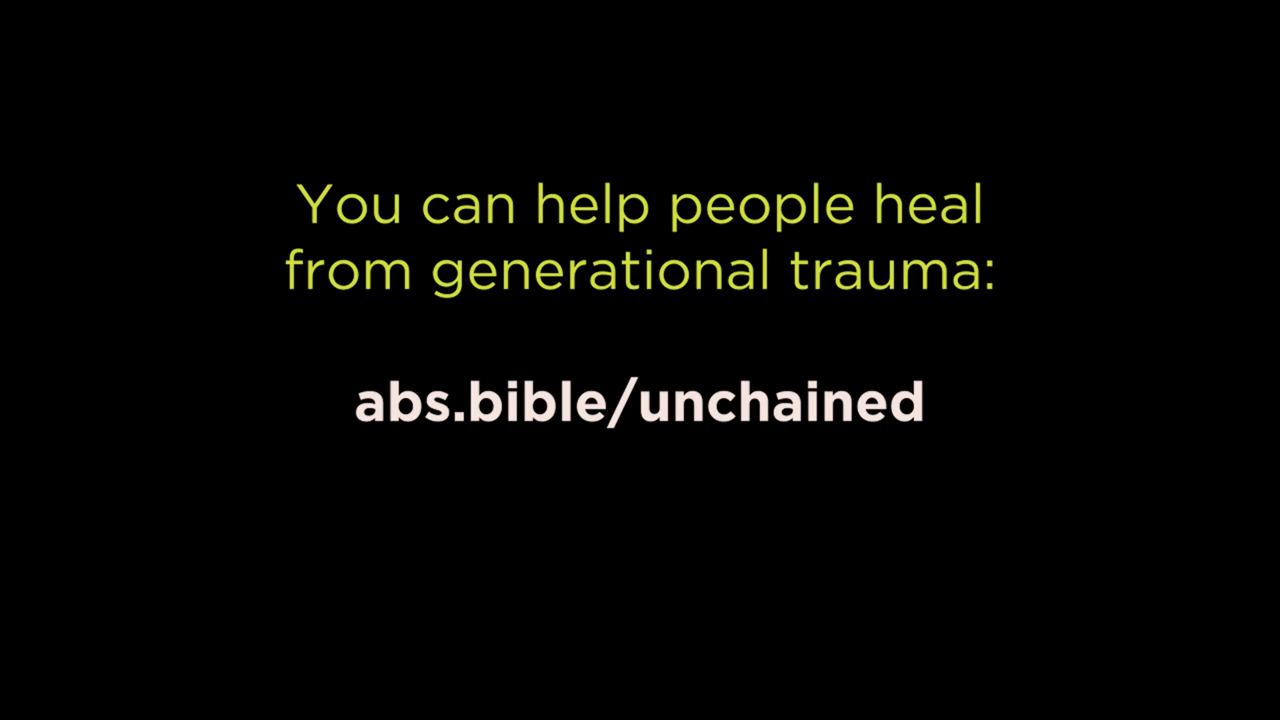 You can help people heal
from generational trauma:
abs.bible/unchained